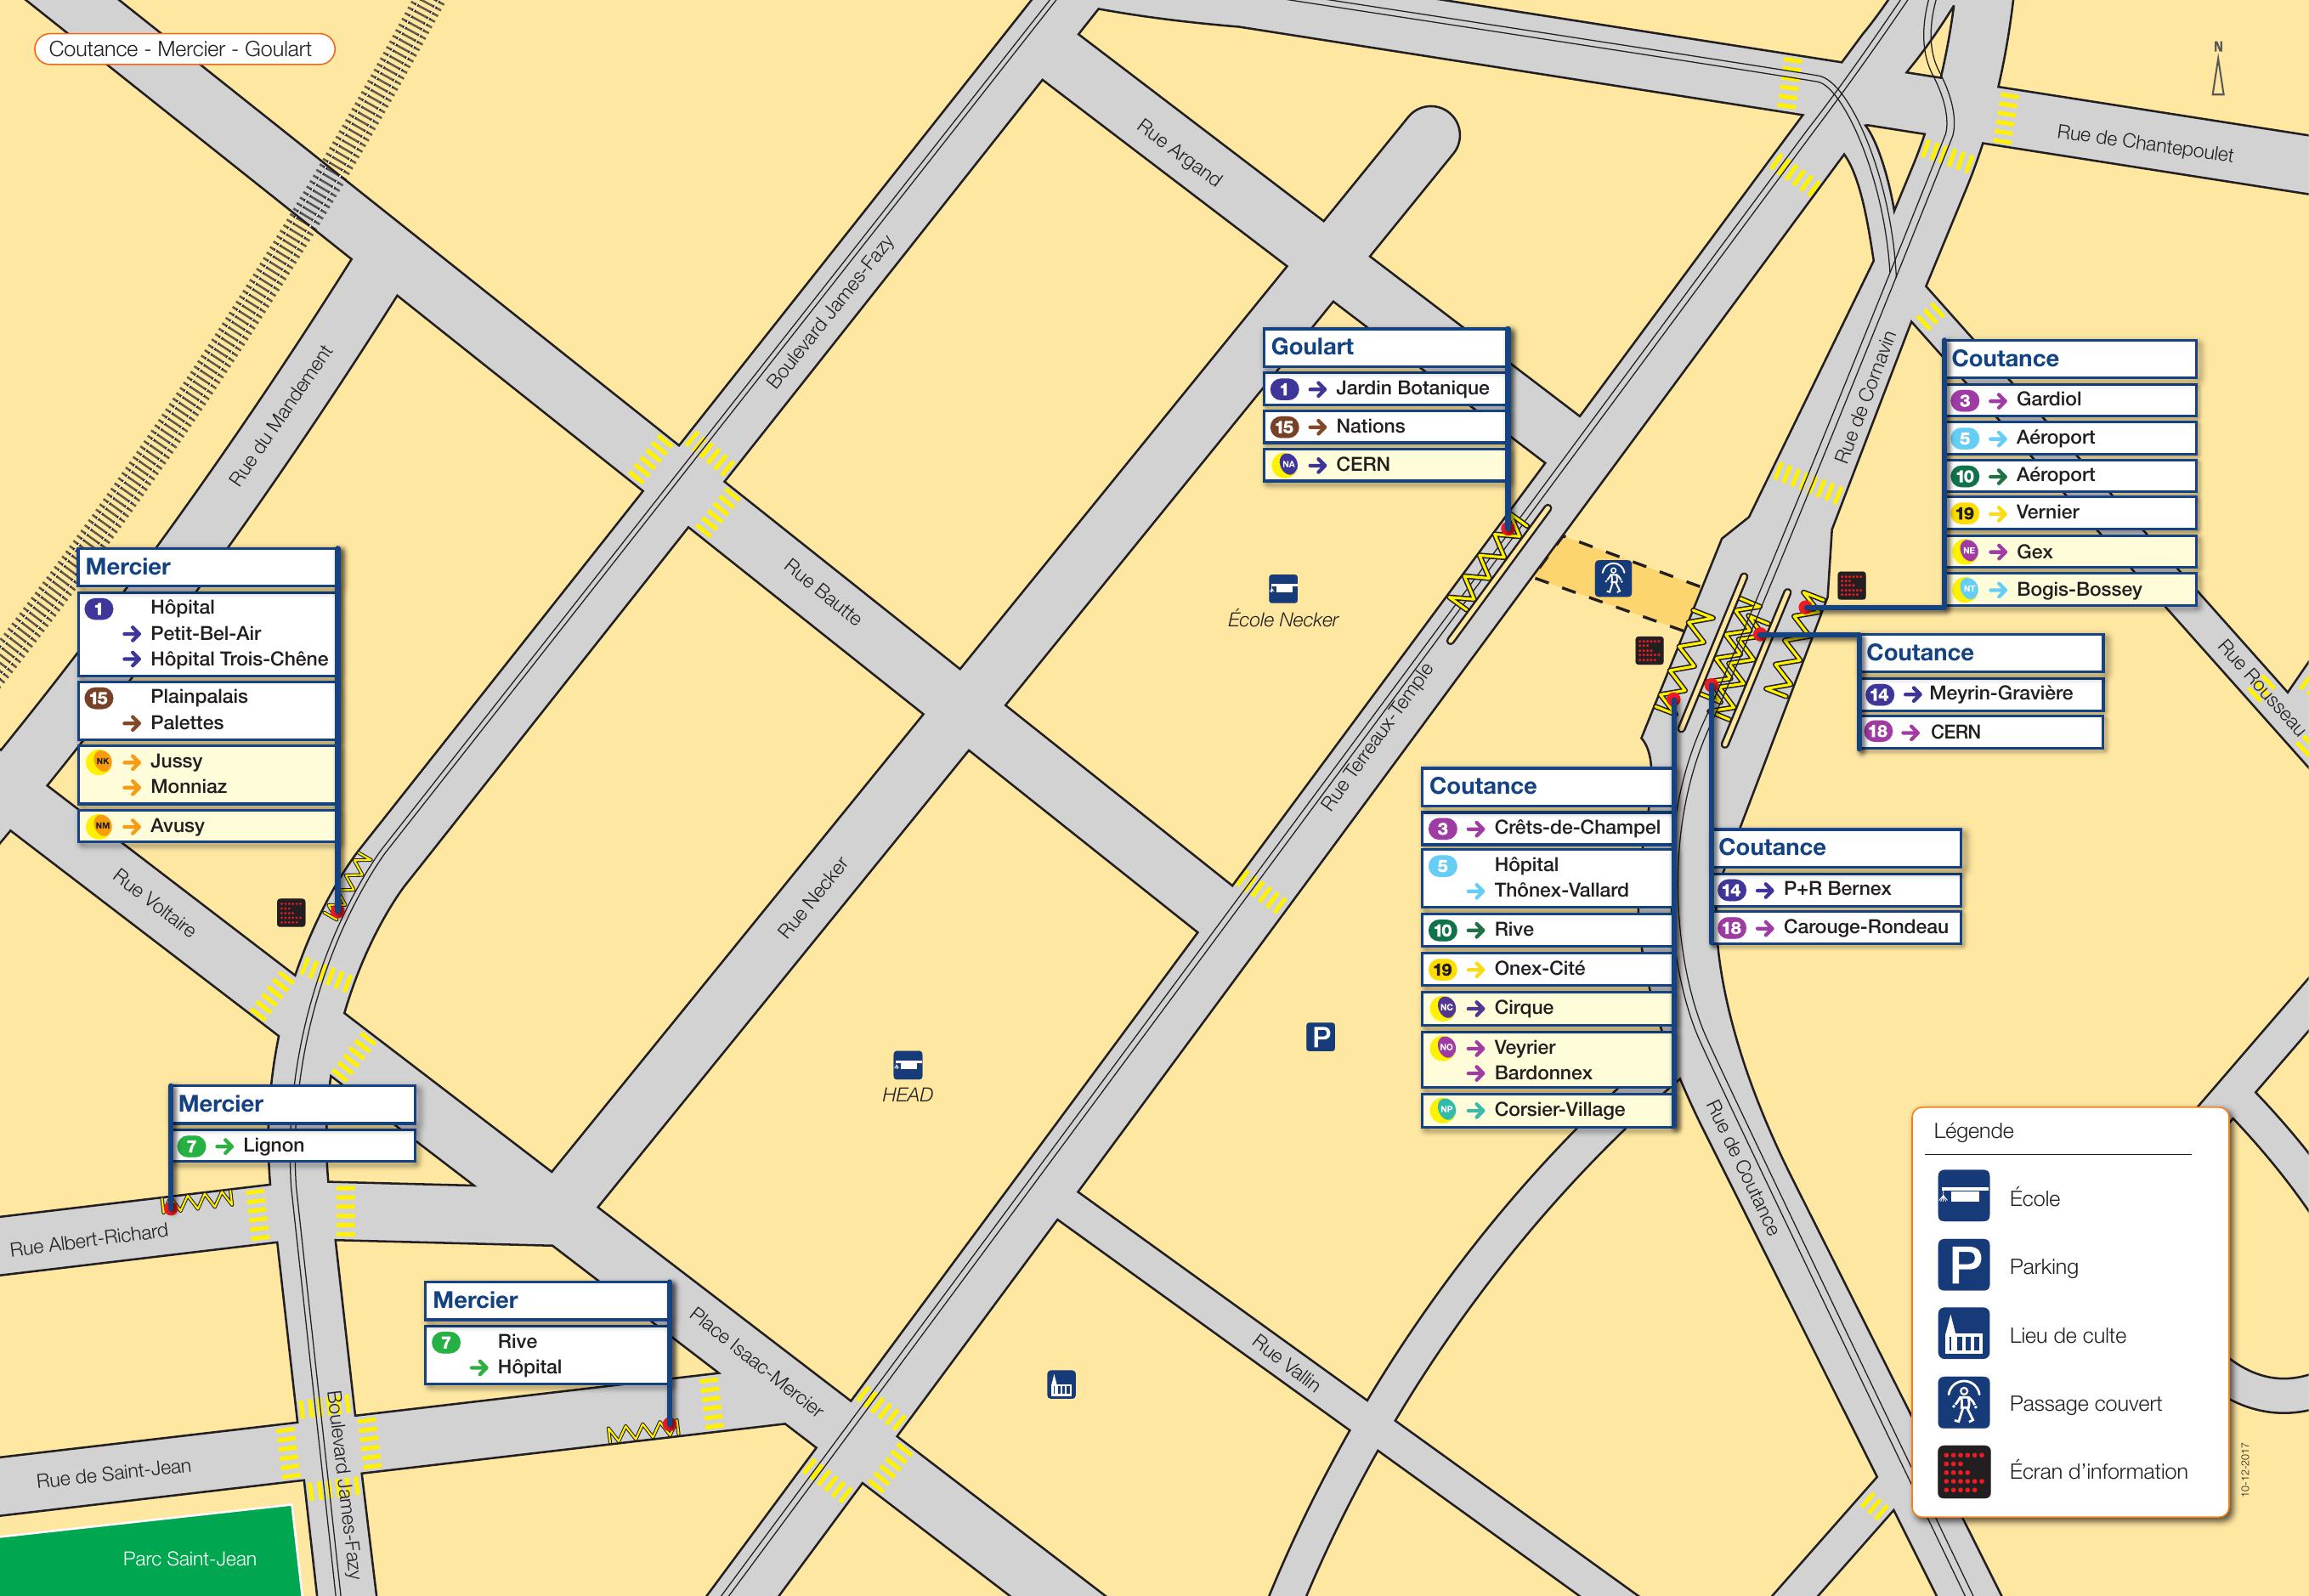 Coutance - Mercier - Goulart
N
Rue de Chantepoulet
Rue Argand
Boulevard James-Fazy
Rue du Mandement
Rue de Cornavin
Goulart
1 → Jardin Botanique
15 → Nations
NA → CERN
Coutance
3 → Gardiol
5 → Aéroport
10 → Aéroport
19 → Vernier
NE → Gex
NT → Bogis-Bossey
Mercier
1 Hôpital
→ Petit-Bel-Air
→ Hôpital Trois-Chêne
15 Plainpalais
→ Palettes
NK → Jussy
→ Monniaz
NM → Avusy
Rue Bautte
École Necker
Rue Terreaux-Temple
Rue Rousseau
Coutance
14 → Meyrin-Gravière
18 → CERN
Coutance
3 → Crêts-de-Champel
5 Hôpital
→ Thônex-Vallard
10 → Rive
19 → Onex-Cité
NC → Cirque
NO → Veyrier
→ Bardonnex
NP → Corsier-Village
Coutance
14 → P+R Bernex
18 → Carouge-Rondeau
Rue Voltaire
Rue Necker
P
HEAD
Mercier
7 → Lignon
Rue de Coutance
Rue Albert-Richard
Mercier
7 Rive
→ Hôpital
Place Isaac-Mercier
Rue Vallin
Boulevard James-Fazy
Rue de Saint-Jean
Parc Saint-Jean
Légende
École
P Parking
Lieu de culte
Passage couvert
Écran d'information
10-12-2017